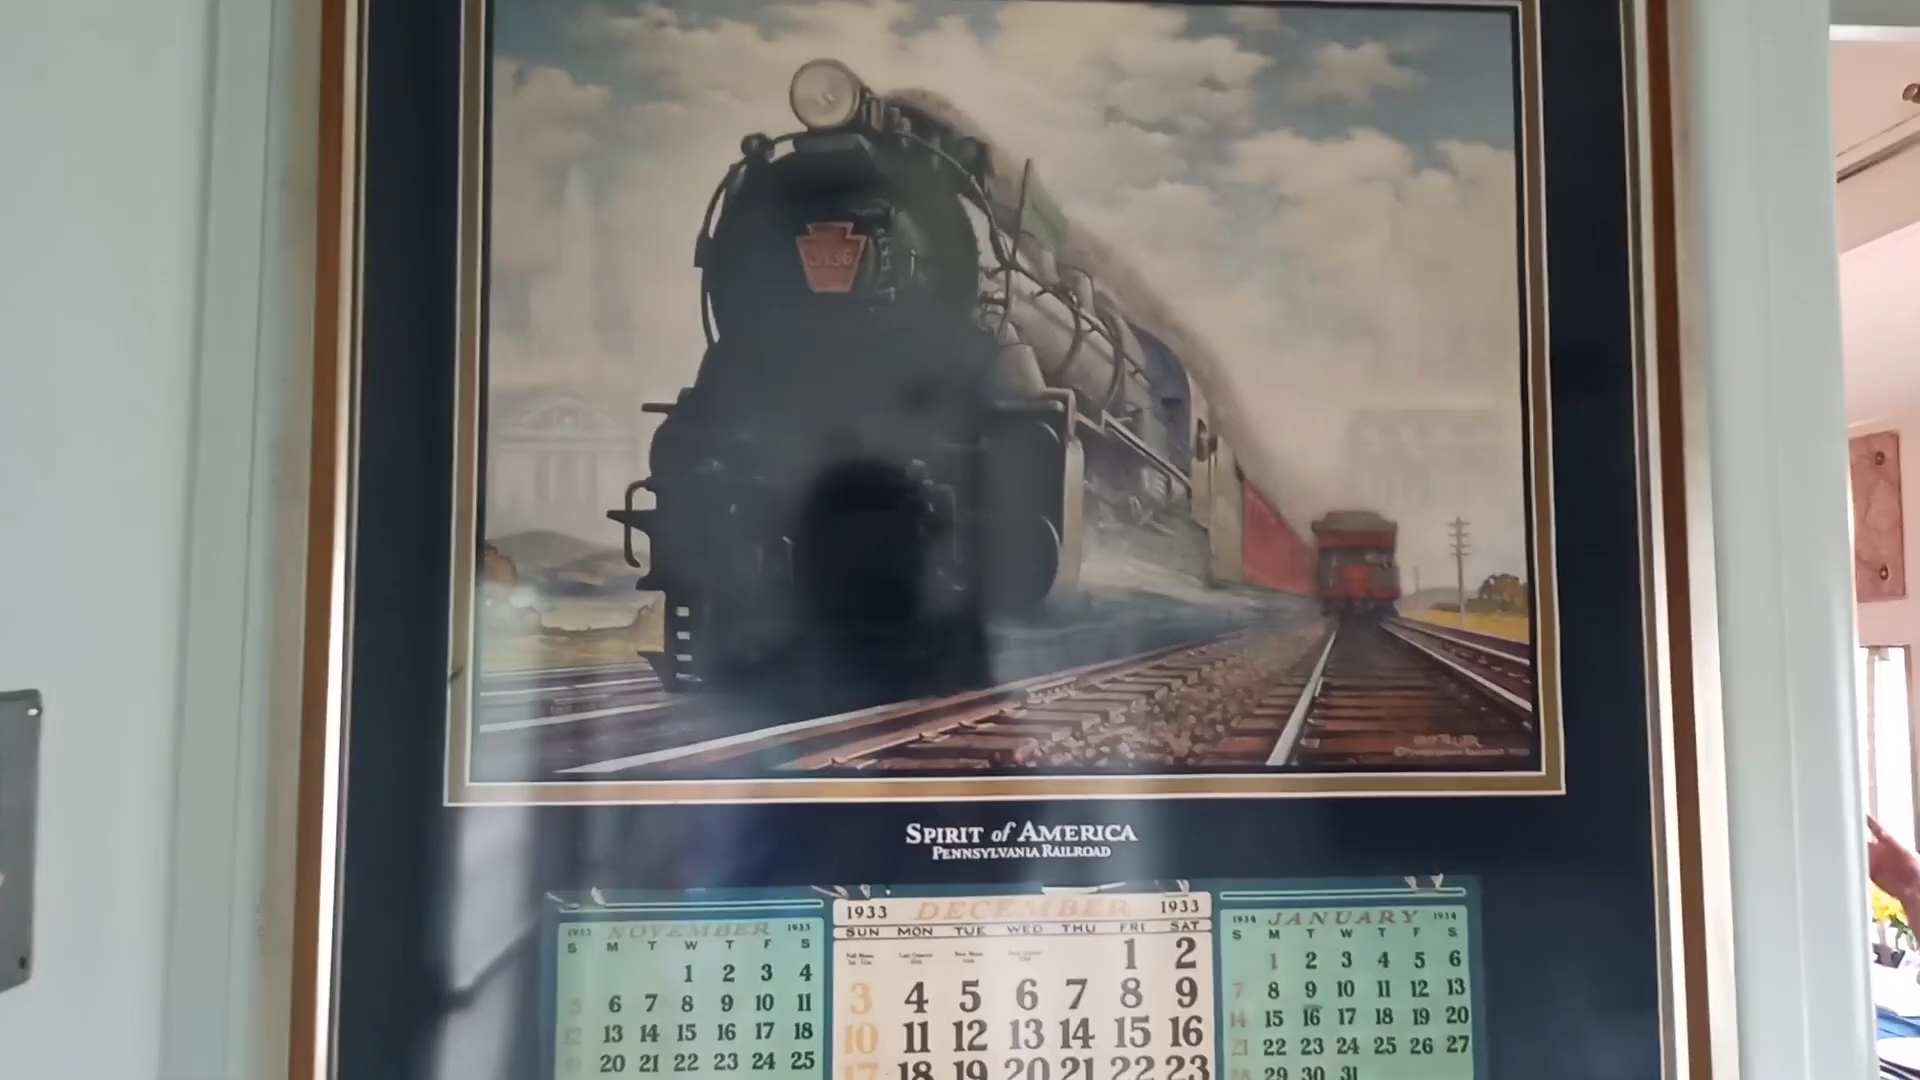 SPIRIT of AMERICA
PENNSYLVANIA RAILROAD
1933 NOVEMBER 1933
S M T W T F S
1 2 3 4
5 6 7 8 9 10 11
12 13 14 15 16 17 18
19 20 21 22 23 24 25
1933 DECEMBER 1933
SUN MON TUE WED THU FRI SAT
1 2
3 4 5 6 7 8 9
10 11 12 13 14 15 16
17 18 19 20 21 22 23
1934 JANUARY 1934
S M T W T F S
1 2 3 4 5 6
7 8 9 10 11 12 13
14 15 16 17 18 19 20
21 22 23 24 25 26 27
28 29 30 31